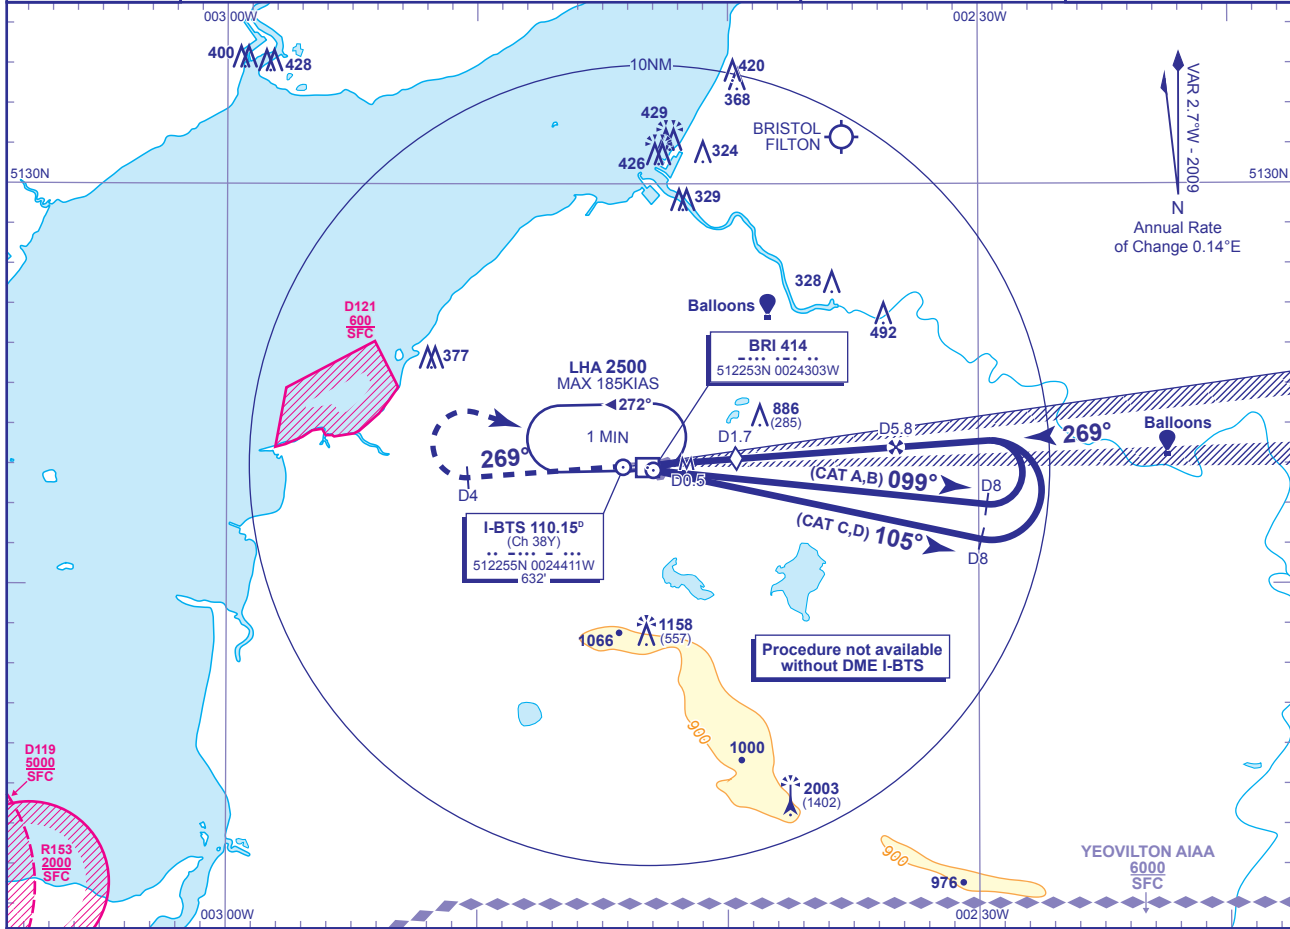 003 00W
002 30W
400
428
10NM
420
368
429
426
324
329
BRISTOL
FILTON
VAR 2.7°W - 2009
N
Annual Rate
of Change 0.14°E
5130N
5130N
328
492
Balloons
D121
600
SFC
377
BRI 414
512253N 0024303W
LHA 2500
MAX 185KIAS
272°
1 MIN
886
(285)
D1.7
D5.8
269°
Balloons
269°
D4
D0.5
(CAT A,B) 099°
D8
(CAT C,D) 105°
D8
I-BTS 110.15D
(Ch 38Y)
512255N 0024411W
632'
1066
1158
(557)
Procedure not available
without DME I-BTS
900
1000
2003
(1402)
D119
5000
SFC
R153
2000
SFC
900
976
YEOVILTON AIAA
6000
SFC
003 00W
002 30W